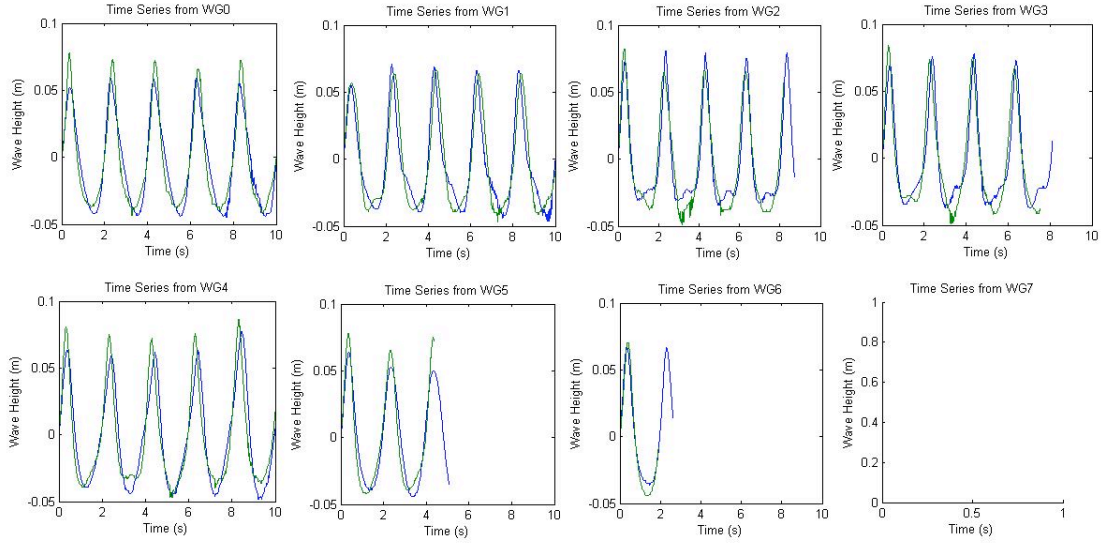 Time Series from WG0
0.1
0.05
0
-0.05
Wave Height (m)
0 2 4 6 8 10
Time (s)
Time Series from WG1
0.1
0.05
0
-0.05
Wave Height (m)
0 2 4 6 8 10
Time (s)
Time Series from WG2
0.1
0.05
0
-0.05
Wave Height (m)
0 2 4 6 8 10
Time (s)
Time Series from WG3
0.1
0.05
0
-0.05
Wave Height (m)
0 2 4 6 8 10
Time (s)
Time Series from WG4
0.1
0.05
0
-0.05
Wave Height (m)
0 2 4 6 8 10
Time (s)
Time Series from WG5
0.1
0.05
0
-0.05
Wave Height (m)
0 2 4 6 8 10
Time (s)
Time Series from WG6
0.1
0.05
0
-0.05
Wave Height (m)
0 2 4 6 8 10
Time (s)
Time Series from WG7
1
0.8
0.6
0.4
0.2
0
Wave Height (m)
0 0.5 1
Time (s)